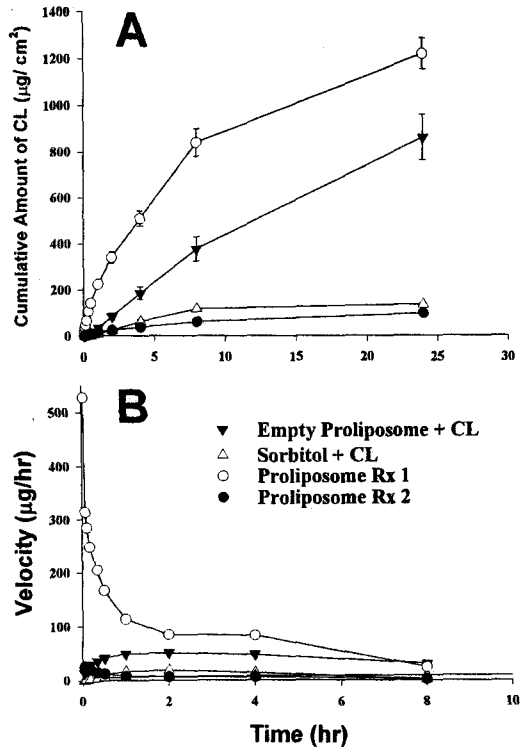 A
Cumulative Amount of CL (μg/ cm²)
1400
1200
1000
800
600
400
200
0
0 5 10 15 20 25 30
B
Velocity (μg/hr)
500
400
300
200
100
0
Empty Proliposome + CL
Sorbitol + CL
Proliposome Rx 1
Proliposome Rx 2
0 2 4 6 8 10
Time (hr)